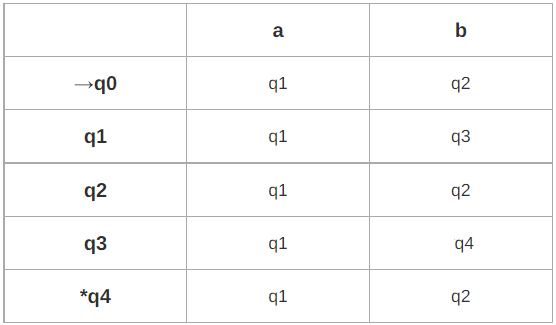 a b
→q0 q1 q2
q1 q1 q3
q2 q1 q2
q3 q1 q4
*q4 q1 q2